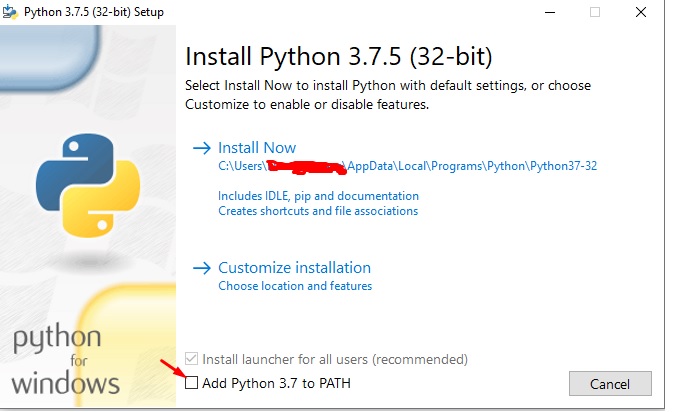 Python 3.7.5 (32-bit) Setup
Install Python 3.7.5 (32-bit)
Select Install Now to install Python with default settings, or choose
Customize to enable or disable features.
Install Now
C:\Users\ \AppData\Local\Programs\Python\Python37-32
Includes IDLE, pip and documentation
Creates shortcuts and file associations
Customize installation
Choose location and features
python
for
windows
Install launcher for all users (recommended)
Add Python 3.7 to PATH
Cancel